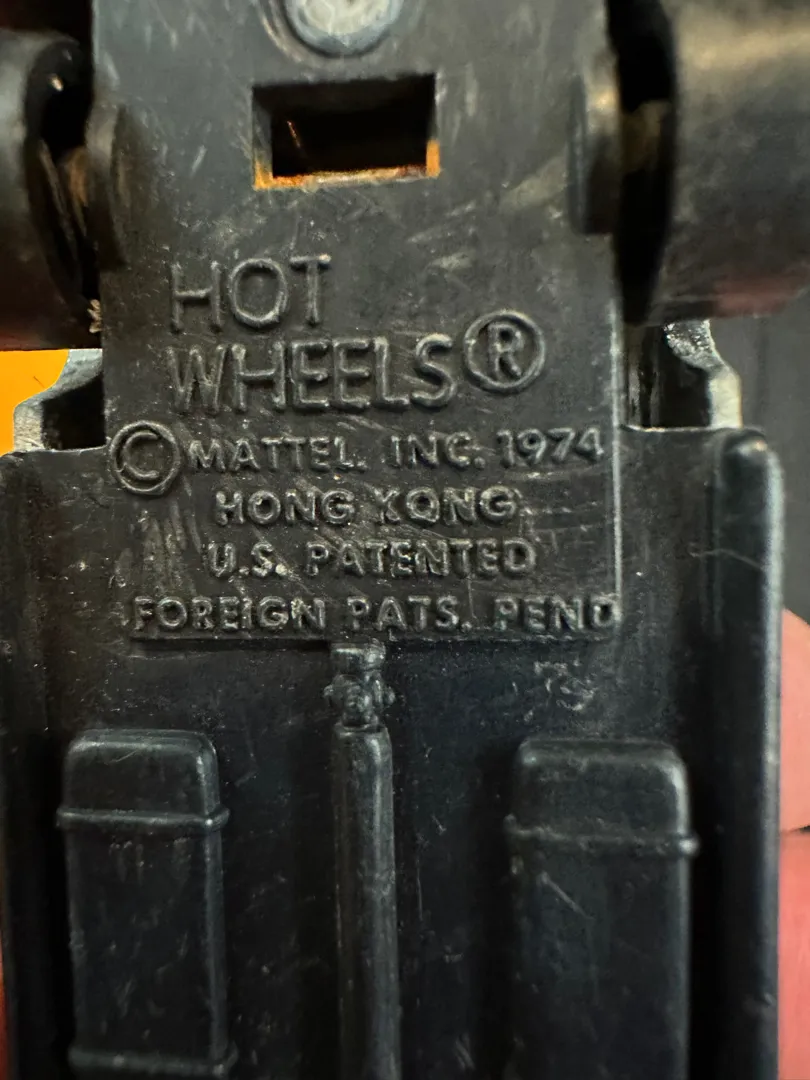 HOT
WHEELS®
© MATTEL. INC. 1974
HONG KONG
U.S. PATENTED
FOREIGN PATS. PEND